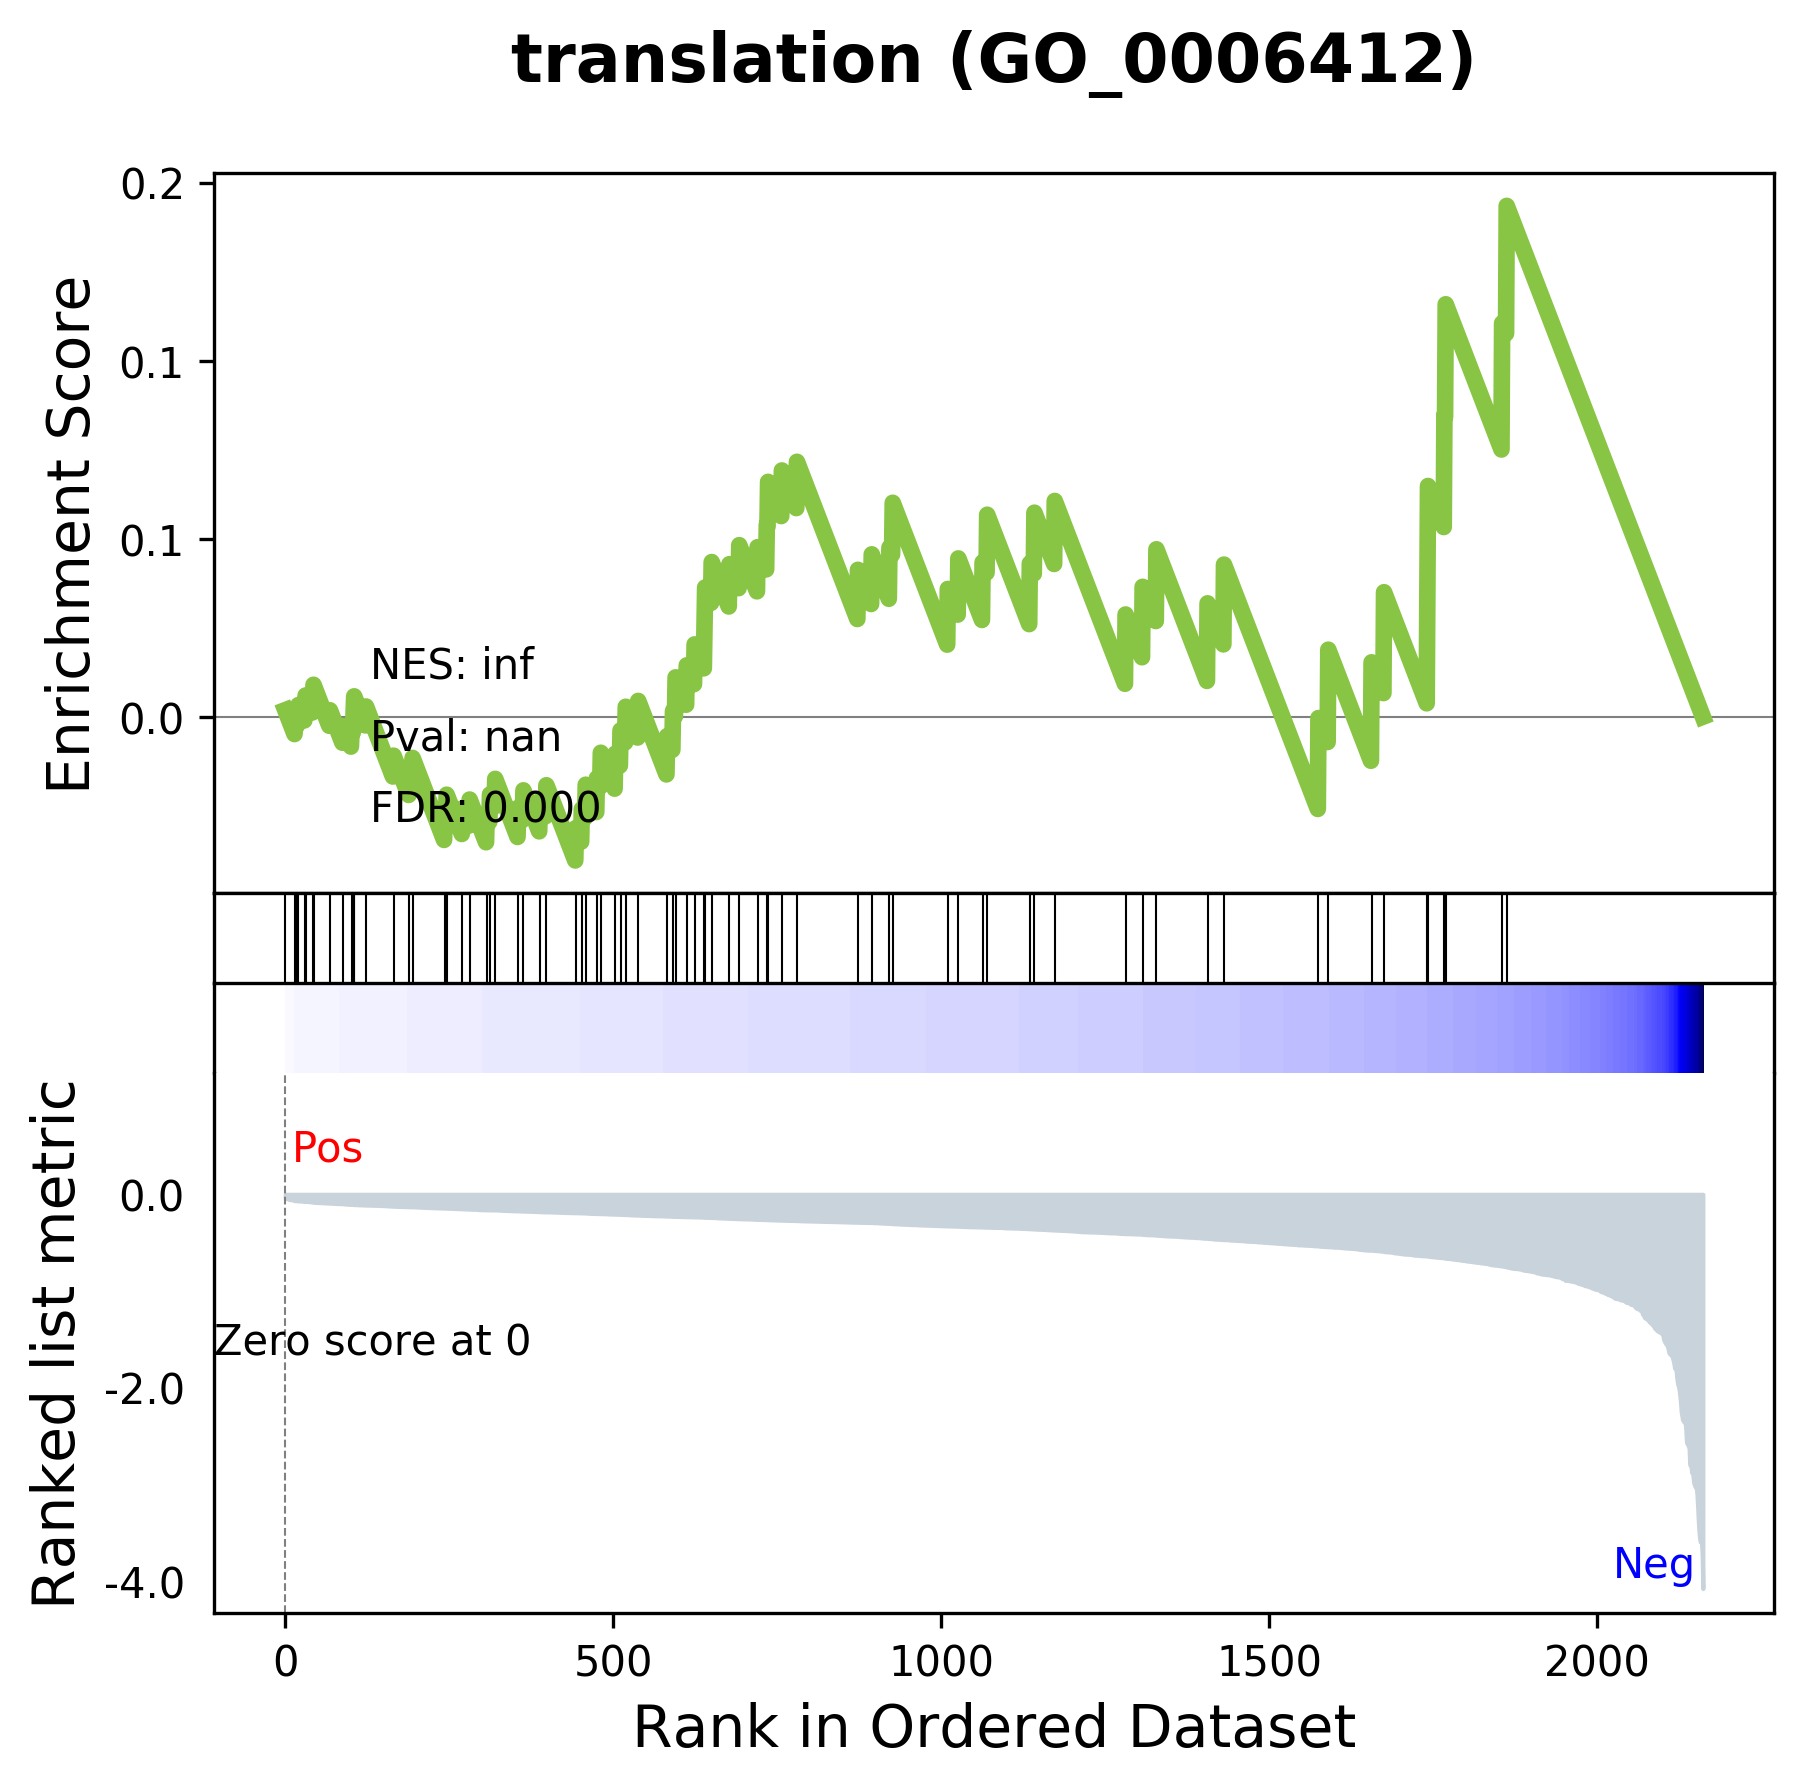 translation (GO_0006412)
Enrichment Score
0.2
0.1
0.1
0.0
NES: inf
Pval: nan
FDR: 0.000
Ranked list metric
Pos
0.0
Zero score at 0
-2.0
Neg
-4.0
0 500 1000 1500 2000
Rank in Ordered Dataset